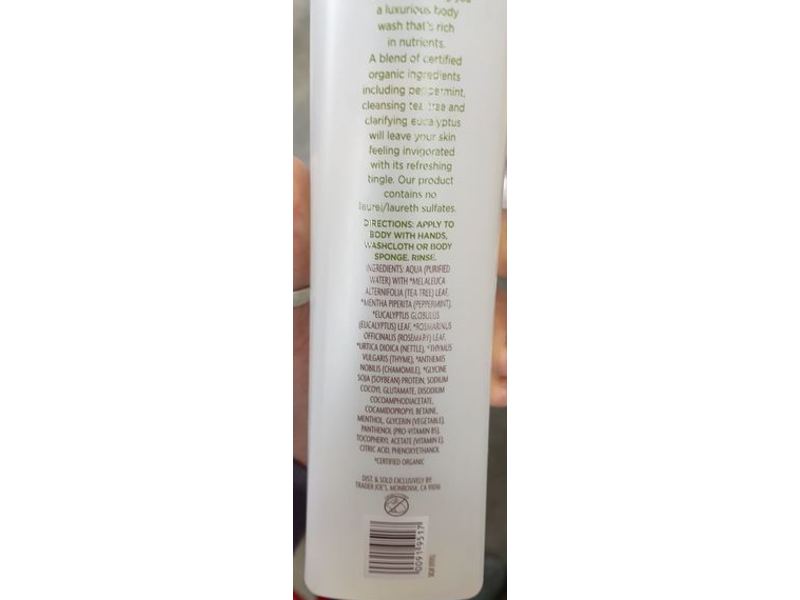 you
a luxurious body
wash that's rich
in nutrients.
A blend of certified
organic ingredients
including peppermint,
cleansing tea tree and
clarifying eucalyptus
will leave your skin
feeling invigorated
with its refreshing
tingle. Our product
contains no
laurel/laureth sulfates.
DIRECTIONS: APPLY TO
BODY WITH HANDS,
WASHCLOTH OR BODY
SPONGE. RINSE.
INGREDIENTS: AQUA (PURIFIED
WATER) WITH *MELALEUCA
ALTERNIFOLIA (TEA TREE) LEAF,
*MENTHA PIPERITA (PEPPERMINT),
*EUCALYPTUS GLOBULUS
(EUCALYPTUS) LEAF, *ROSMARINUS
OFFICINALIS (ROSEMARY) LEAF,
*URTICA DIOICA (NETTLE), *THYMUS
VULGARIS (THYME), *ANTHEMIS
NOBILIS (CHAMOMILE), *GLYCINE
SOJA (SOYBEAN) PROTEIN, SODIUM
COCOYL GLUTAMATE, DISODIUM
COCOAMPHODIACETATE,
COCAMIDOPROPYL BETAINE,
MENTHOL, GLYCERIN (VEGETABLE),
PANTHENOL (PRO-VITAMIN B5),
TOCOPHERYL ACETATE (VITAMIN E),
CITRIC ACID, PHENOXYETHANOL
*CERTIFIED ORGANIC
DIST. & SOLD EXCLUSIVELY BY
TRADER JOE'S, MONROVIA, CA 91016
0091 9517